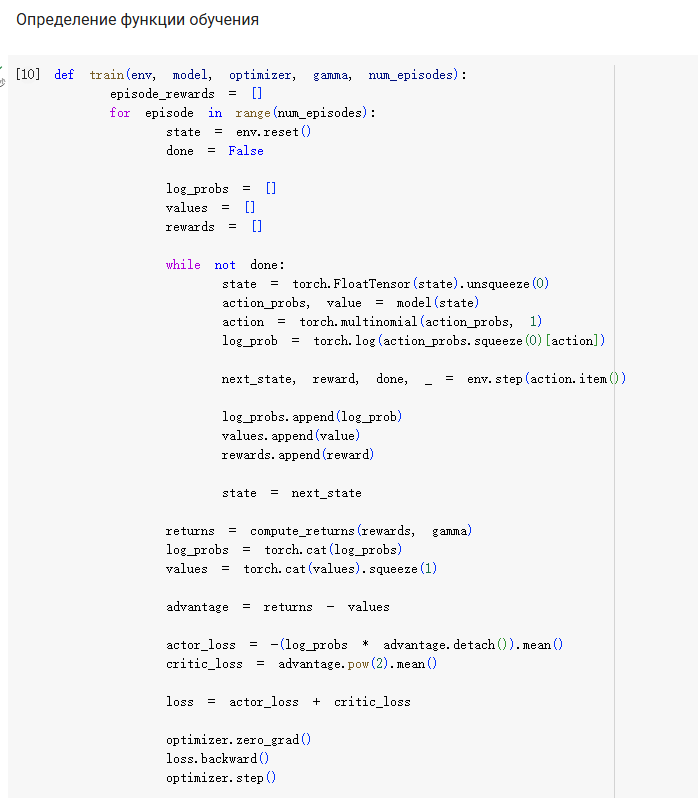 Определение функции обучения
[10] def train(env, model, optimizer, gamma, num_episodes):
episode_rewards = []
for episode in range(num_episodes):
state = env.reset()
done = False
log_probs = []
values = []
rewards = []
while not done:
state = torch.FloatTensor(state).unsqueeze(0)
action_probs, value = model(state)
action = torch.multinomial(action_probs, 1)
log_prob = torch.log(action_probs.squeeze(0)[action])
next_state, reward, done, _ = env.step(action.item())
log_probs.append(log_prob)
values.append(value)
rewards.append(reward)
state = next_state
returns = compute_returns(rewards, gamma)
log_probs = torch.cat(log_probs)
values = torch.cat(values).squeeze(1)
advantage = returns - values
actor_loss = -(log_probs * advantage.detach()).mean()
critic_loss = advantage.pow(2).mean()
loss = actor_loss + critic_loss
optimizer.zero_grad()
loss.backward()
optimizer.step()